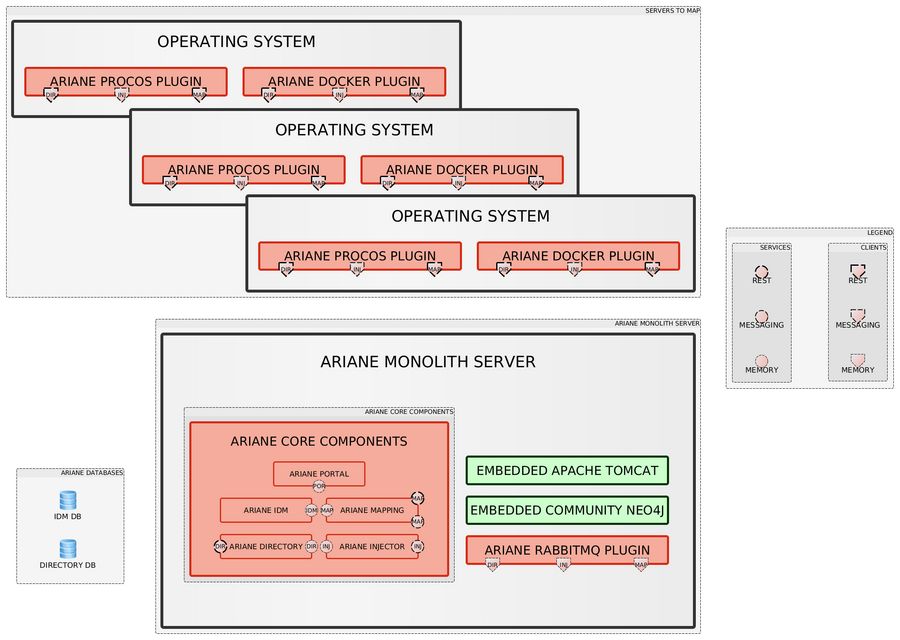 SERVERS TO MAP
OPERATING SYSTEM
ARIANE PROCOS PLUGIN
DIR
INJ
MAP
ARIANE DOCKER PLUGIN
DIR
INJ
MAP
OPERATING SYSTEM
ARIANE PROCOS PLUGIN
DIR
INJ
MAP
ARIANE DOCKER PLUGIN
DIR
INJ
MAP
OPERATING SYSTEM
ARIANE PROCOS PLUGIN
DIR
INJ
MAP
ARIANE DOCKER PLUGIN
DIR
INJ
MAP
LEGEND
SERVICES
REST
MESSAGING
MEMORY
CLIENTS
REST
MESSAGING
MEMORY
ARIANE MONOLITH SERVER
ARIANE MONOLITH SERVER
ARIANE CORE COMPONENTS
ARIANE CORE COMPONENTS
ARIANE PORTAL
POR
ARIANE IDM
IDM
MAP
ARIANE MAPPING
MAP
MAP
DIR
ARIANE DIRECTORY
DIR
INJ
ARIANE INJECTOR
INJ
EMBEDDED APACHE TOMCAT
EMBEDDED COMMUNITY NEO4J
ARIANE RABBITMQ PLUGIN
DIR
INJ
MAP
ARIANE DATABASES
IDM DB
DIRECTORY DB